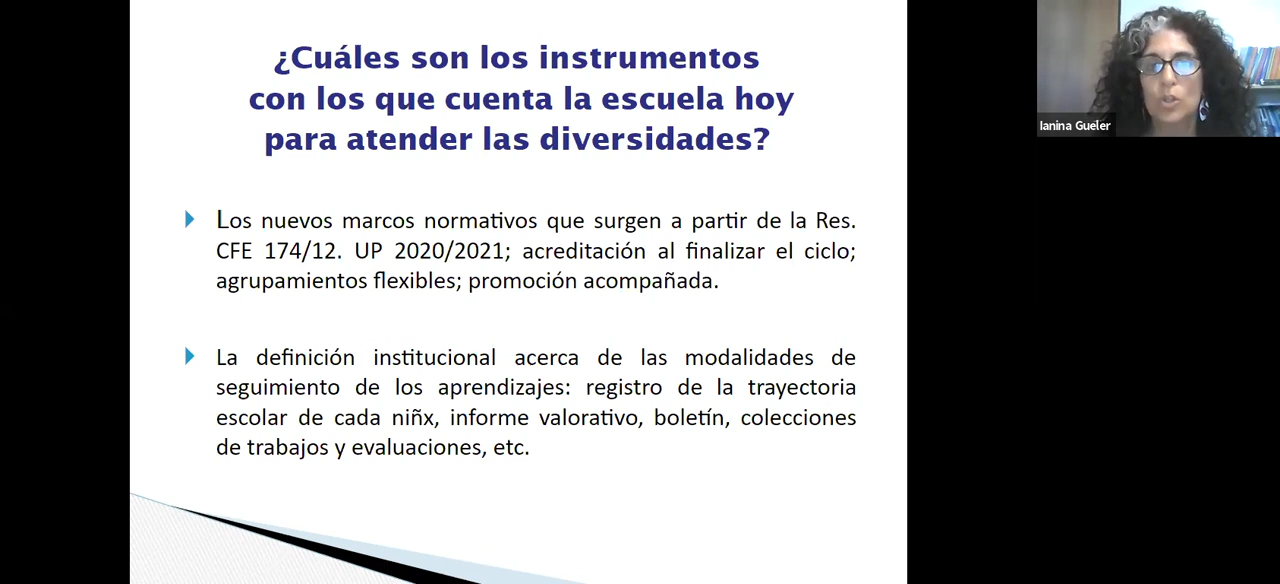 ¿Cuáles son los instrumentos
con los que cuenta la escuela hoy
para atender las diversidades?
Los nuevos marcos normativos que surgen a partir de la Res.
CFE 174/12. UP 2020/2021; acreditación al finalizar el ciclo;
agrupamientos flexibles; promoción acompañada.
La definición institucional acerca de las modalidades de
seguimiento de los aprendizajes: registro de la trayectoria
escolar de cada niñx, informe valorativo, boletín, colecciones
de trabajos y evaluaciones, etc.
Ianina Gueler